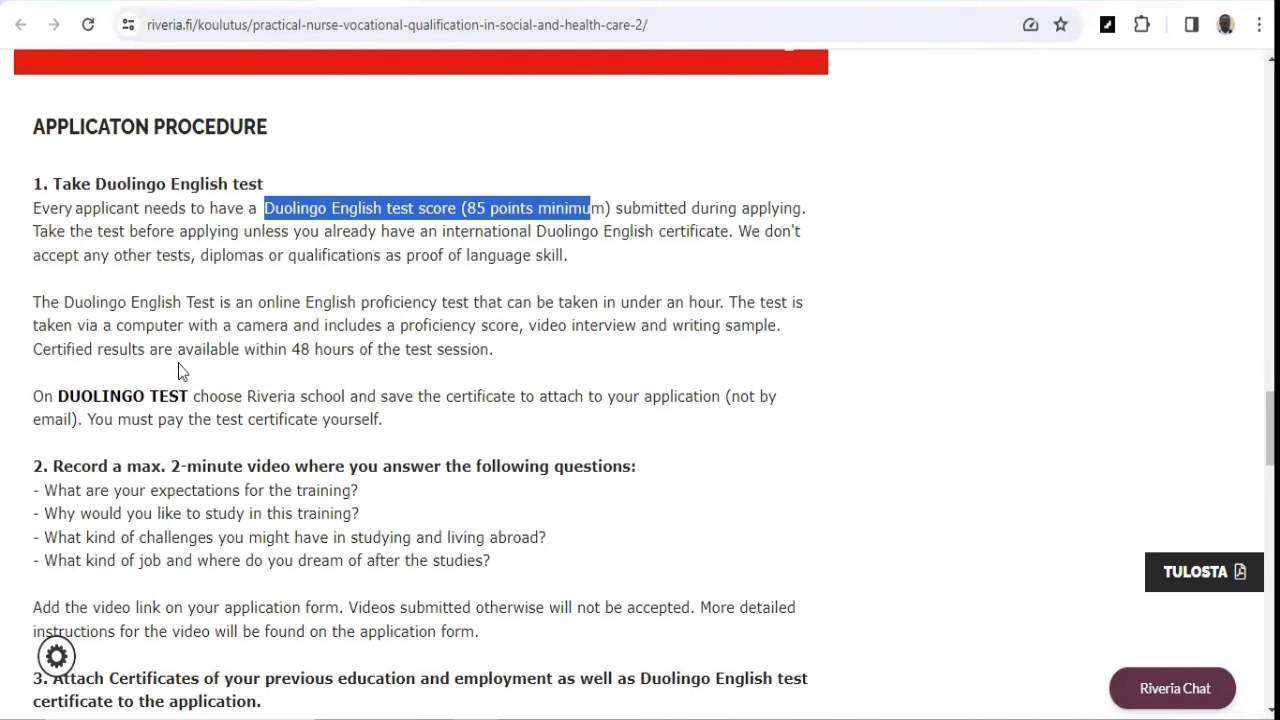 riveria.fi/koulutus/practical-nurse-vocational-qualification-in-social-and-health-care-2/
APPLICATON PROCEDURE
1. Take Duolingo English test
Every applicant needs to have a Duolingo English test score (85 points minimum) submitted during applying.
Take the test before applying unless you already have an international Duolingo English certificate. We don't
accept any other tests, diplomas or qualifications as proof of language skill.
The Duolingo English Test is an online English proficiency test that can be taken in under an hour. The test is
taken via a computer with a camera and includes a proficiency score, video interview and writing sample.
Certified results are available within 48 hours of the test session.
On DUOLINGO TEST choose Riveria school and save the certificate to attach to your application (not by
email). You must pay the test certificate yourself.
2. Record a max. 2-minute video where you answer the following questions:
- What are your expectations for the training?
- Why would you like to study in this training?
- What kind of challenges you might have in studying and living abroad?
- What kind of job and where do you dream of after the studies?
TULOSTA
Add the video link on your application form. Videos submitted otherwise will not be accepted. More detailed
instructions for the video will be found on the application form.
3. Attach Certificates of your previous education and employment as well as Duolingo English test
certificate to the application.
Riveria Chat